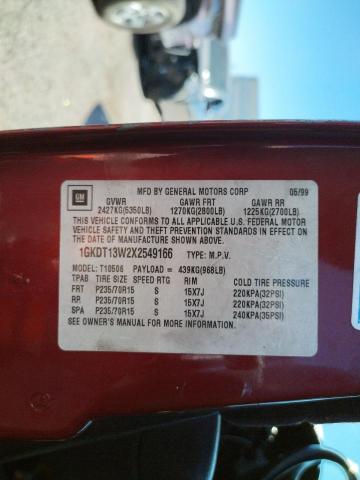 GM
MFD BY GENERAL MOTORS CORP 05/99
GVWR GAWR FRT GAWR RR
2427KG(5350LB) 1270KG(2800LB) 1225KG(2700LB)
THIS VEHICLE CONFORMS TO ALL APPLICABLE U.S. FEDERAL MOTOR
VEHICLE SAFETY AND THEFT PREVENTION STANDARDS IN EFFECT
ON THE DATE OF MANUFACTURE SHOWN ABOVE.
1GKDT13W2X2549166 TYPE: M.P.V.
MODEL: T10506 PAYLOAD = 439KG(968LB)
TPAB TIRE SIZE SPEED RTG RIM COLD TIRE PRESSURE
FRT P235/70R15 S 15X7J 220KPA(32PSI)
RR P235/70R15 S 15X7J 220KPA(32PSI)
SPA P235/70R15 S 15X7J 240KPA(35PSI)
SEE OWNER'S MANUAL FOR MORE INFORMATION.